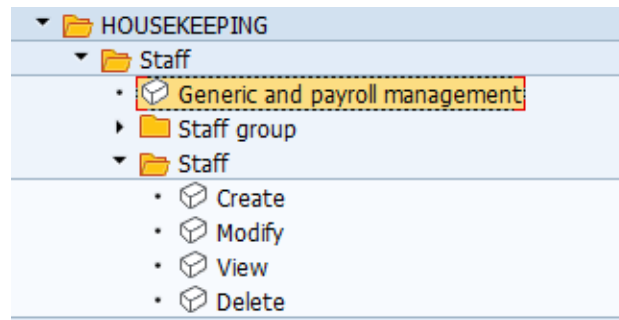 HOUSEKEEPING
Staff
Generic and payroll management
Staff group
Staff
Create
Modify
View
Delete